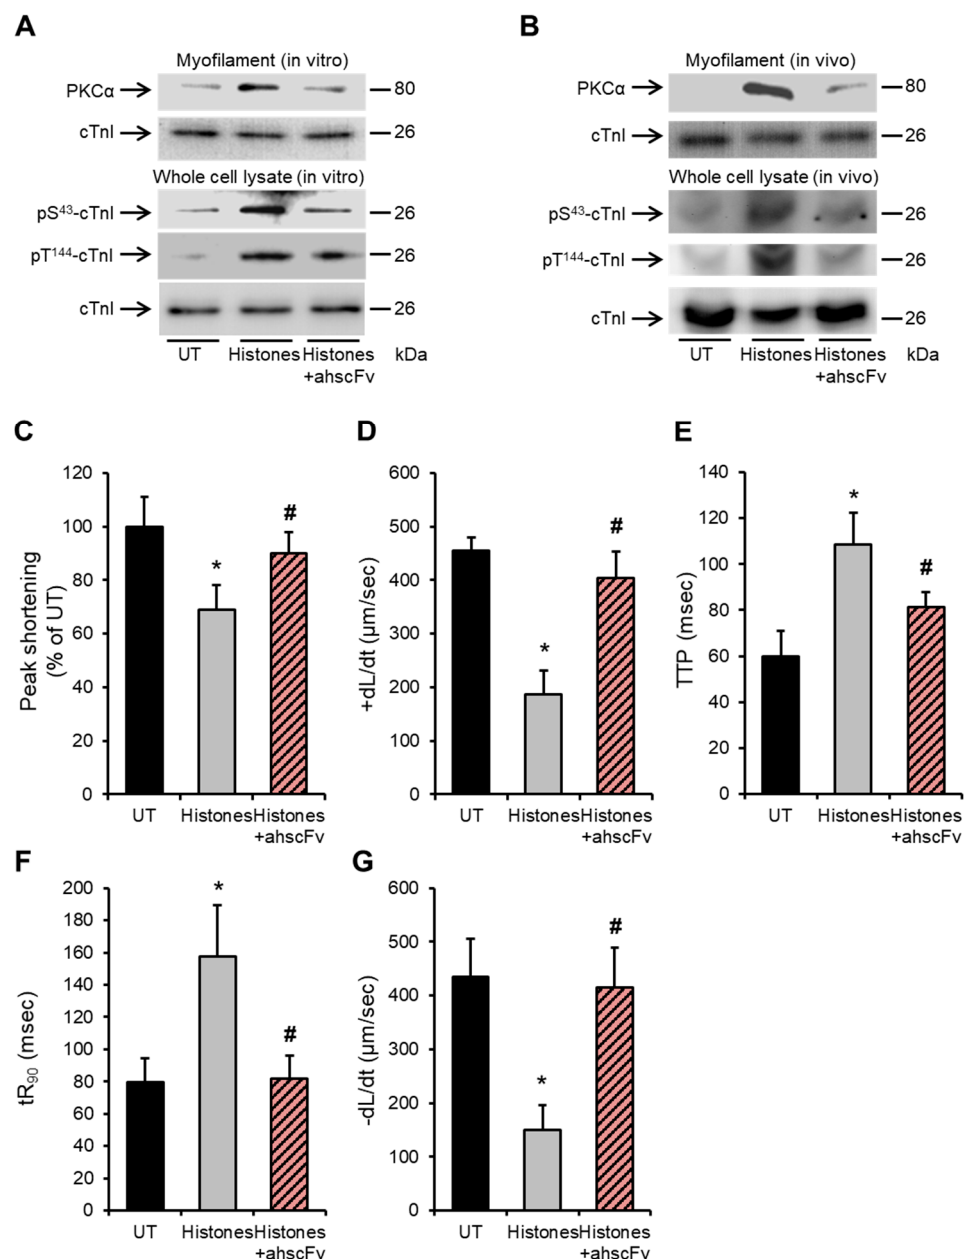 A
Myofilament (in vitro)
PKCα
80
cTnI
26
Whole cell lysate (in vitro)
pS⁴³-cTnI
26
pT¹⁴⁴-cTnI
26
cTnI
26
UT Histones Histones kDa
+ahscFv
B
Myofilament (in vivo)
PKCα
80
cTnI
26
Whole cell lysate (in vivo)
pS⁴³-cTnI
26
pT¹⁴⁴-cTnI
26
cTnI
26
UT Histones Histones kDa
+ahscFv
C
Peak shortening
(% of UT)
120
100
80
60
40
20
0
*
#
UT Histones Histones
+ahscFv
D
+dL/dt (µm/sec)
600
500
400
300
200
100
0
*
#
UT Histones Histones
+ahscFv
E
TTP (msec)
140
120
100
80
60
40
20
0
*
#
UT Histones Histones
+ahscFv
F
tR₉₀ (msec)
200
180
160
140
120
100
80
60
40
20
0
*
#
UT Histones Histones
+ahscFv
G
-dL/dt (µm/sec)
600
500
400
300
200
100
0
*
#
UT Histones Histones
+ahscFv